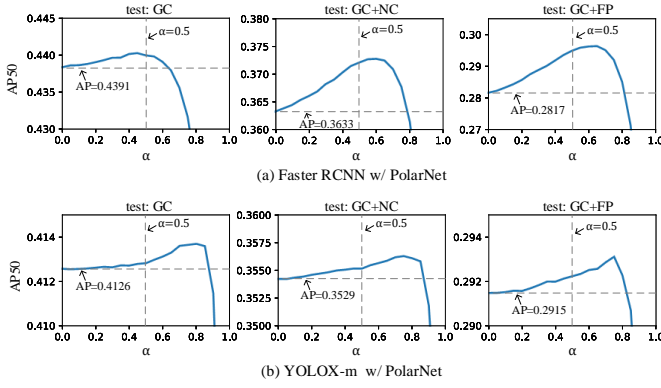 test: GC
test: GC+NC
test: GC+FP
AP50
0.445
0.440
0.435
0.430
α=0.5
AP=0.4391
0.0 0.2 0.4 0.6 0.8 1.0
α
0.380
0.375
0.370
0.365
0.360
α=0.5
AP=0.3633
0.0 0.2 0.4 0.6 0.8 1.0
α
0.30
0.29
0.28
0.27
α=0.5
AP=0.2817
0.0 0.2 0.4 0.6 0.8 1.0
α
(a) Faster RCNN w/ PolarNet
test: GC
test: GC+NC
test: GC+FP
AP50
0.414
0.412
0.410
α=0.5
AP=0.4126
0.0 0.2 0.4 0.6 0.8 1.0
α
0.3600
0.3575
0.3550
0.3525
0.3500
α=0.5
AP=0.3529
0.0 0.2 0.4 0.6 0.8 1.0
α
0.294
0.292
0.290
α=0.5
AP=0.2915
0.0 0.2 0.4 0.6 0.8 1.0
α
(b) YOLOX-m w/ PolarNet